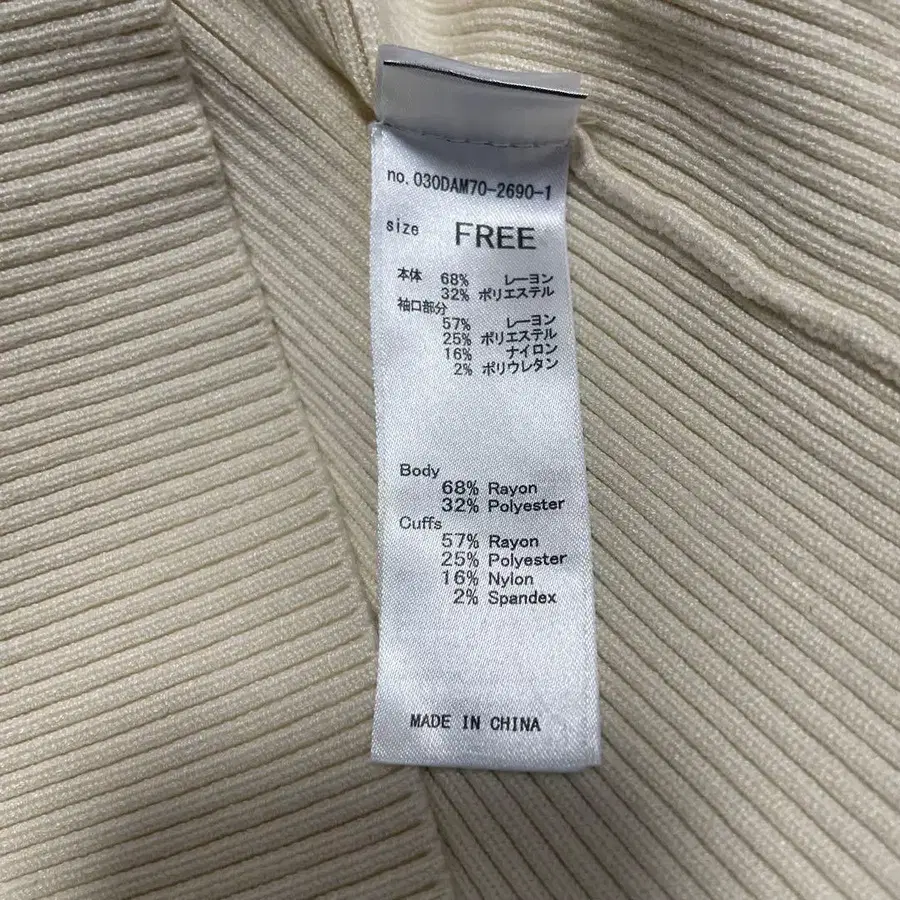 no. 030DAM70-2690-1
size FREE
本体 68% レーヨン
32% ポリエステル
袖口部分
57% レーヨン
25% ポリエステル
16% ナイロン
2% ポリウレタン
Body
68% Rayon
32% Polyester
Cuffs
57% Rayon
25% Polyester
16% Nylon
2% Spandex
MADE IN CHINA